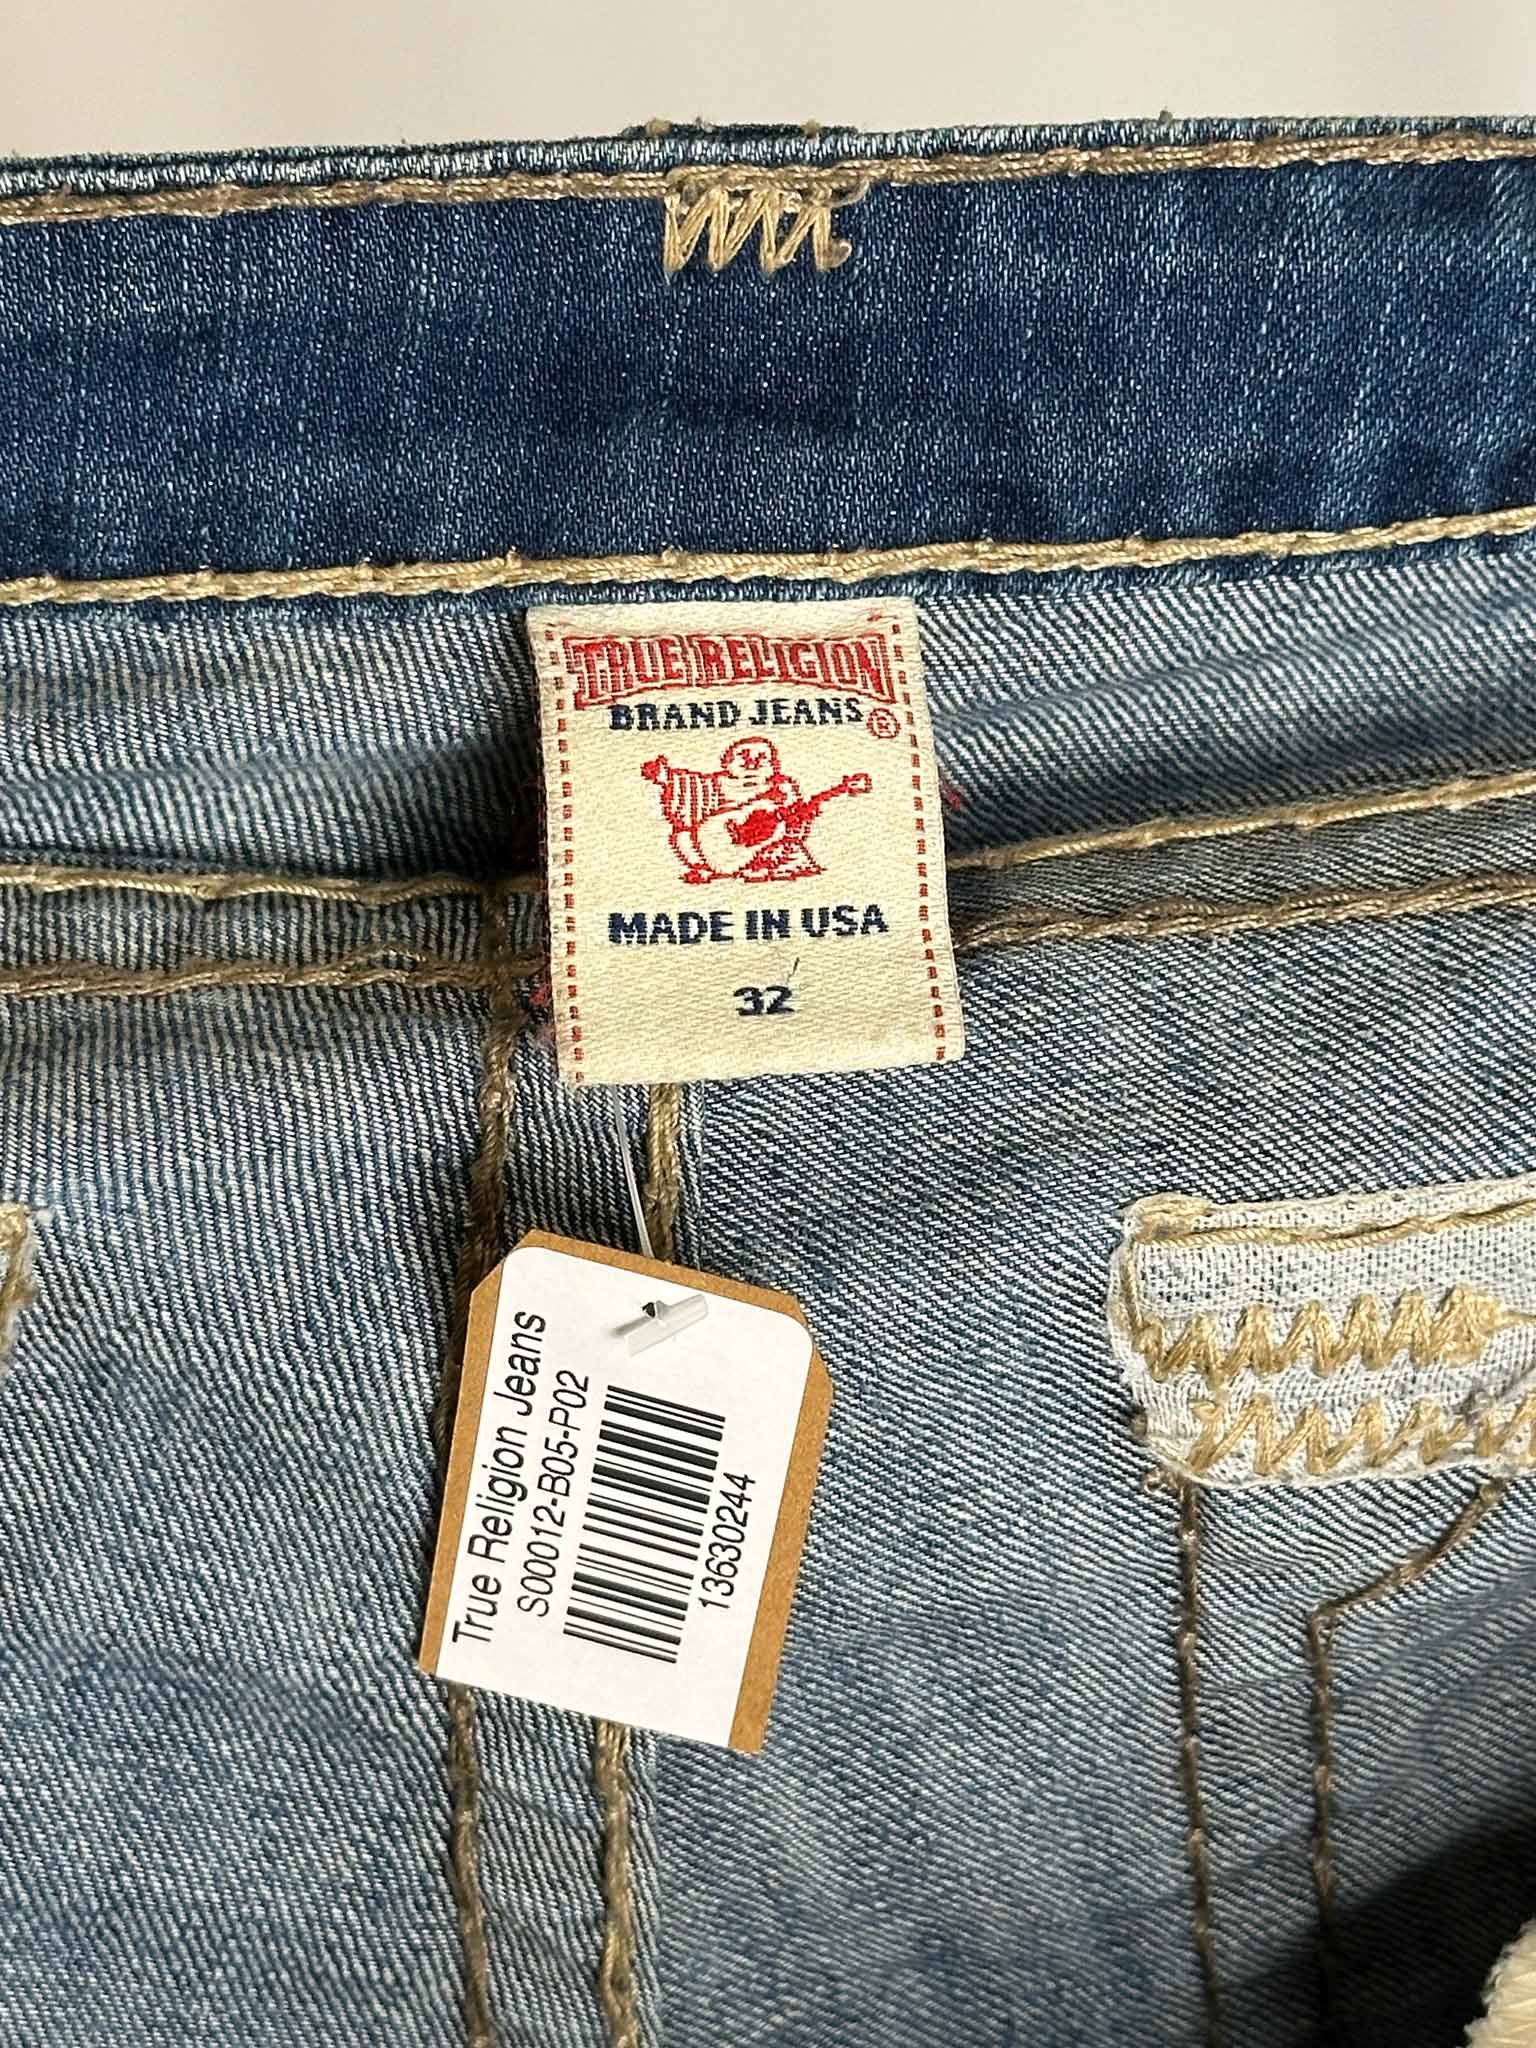 TRUE RELIGION
BRAND JEANS ®
MADE IN USA
32
True Religion Jeans
S00012-B05-P02
13630244